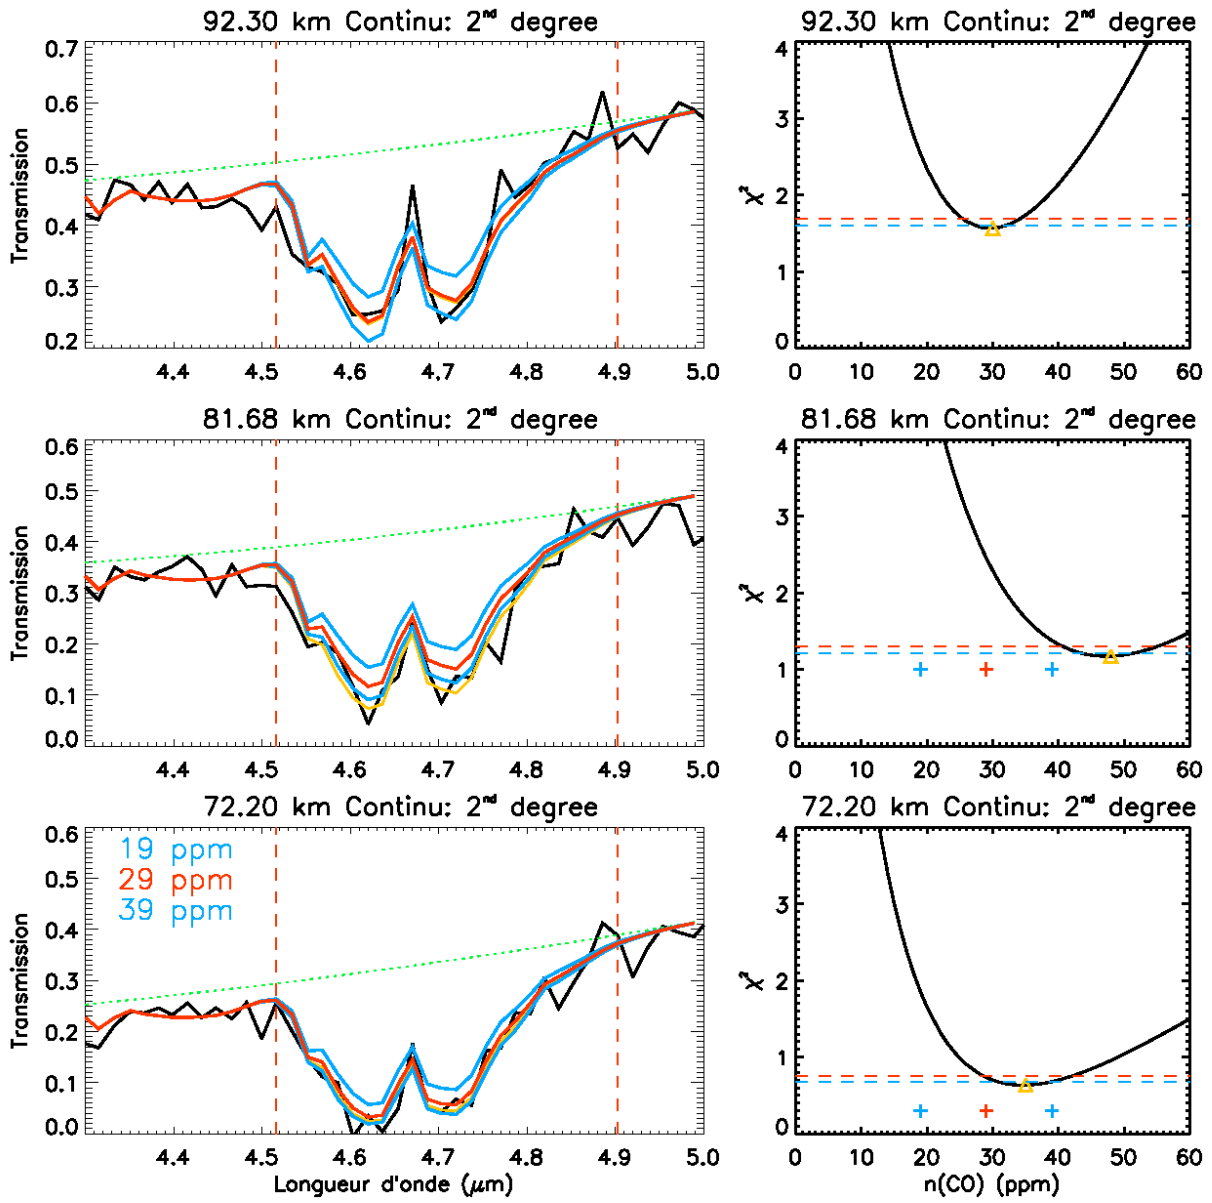 92.30 km Continu: 2nd degree
92.30 km Continu: 2nd degree
Transmission
0.7
0.6
0.5
0.4
0.3
0.2
4.4 4.5 4.6 4.7 4.8 4.9 5.0
χ²
4
3
2
1
0
0 10 20 30 40 50 60
81.68 km Continu: 2nd degree
81.68 km Continu: 2nd degree
Transmission
0.6
0.5
0.4
0.3
0.2
0.1
0.0
4.4 4.5 4.6 4.7 4.8 4.9 5.0
χ²
4
3
2
1
0
0 10 20 30 40 50 60
72.20 km Continu: 2nd degree
72.20 km Continu: 2nd degree
Transmission
0.6
0.5
0.4
0.3
0.2
0.1
0.0
19 ppm
29 ppm
39 ppm
4.4 4.5 4.6 4.7 4.8 4.9 5.0
Longueur d'onde (μm)
χ²
4
3
2
1
0
0 10 20 30 40 50 60
n(CO) (ppm)